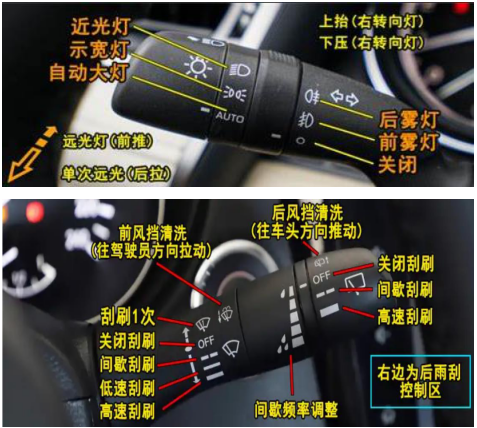 近光灯
示宽灯
自动大灯
上抬（右转向灯）
下压（右转向灯）
AUTO
后雾灯
前雾灯
关闭
远光灯（前推）
单次远光（后拉）
后风挡清洗
（往车头方向推动）
前风挡清洗
（往驾驶员方向拉动）
240
OFF
关闭刮刷
间歇刮刷
高速刮刷
刮刷1次
关闭刮刷
OFF
间歇刮刷
低速刮刷
高速刮刷
间歇频率调整
右边为后雨刮
控制区